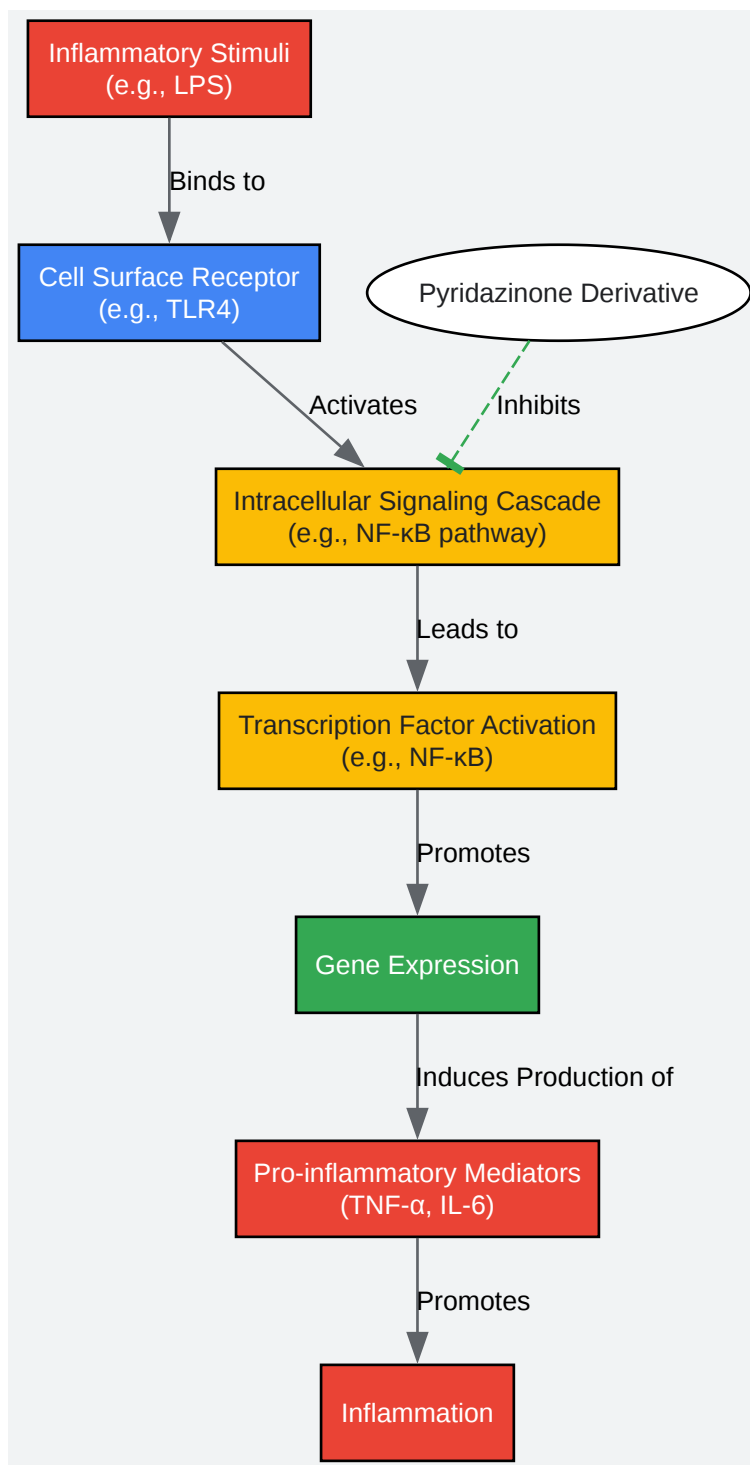 Inflammatory Stimuli
(e.g., LPS)
Binds to
Cell Surface Receptor
(e.g., TLR4)
Pyridazinone Derivative
Activates
Inhibits
Intracellular Signaling Cascade
(e.g., NF-κB pathway)
Leads to
Transcription Factor Activation
(e.g., NF-κB)
Promotes
Gene Expression
Induces Production of
Pro-inflammatory Mediators
(TNF-α, IL-6)
Promotes
Inflammation